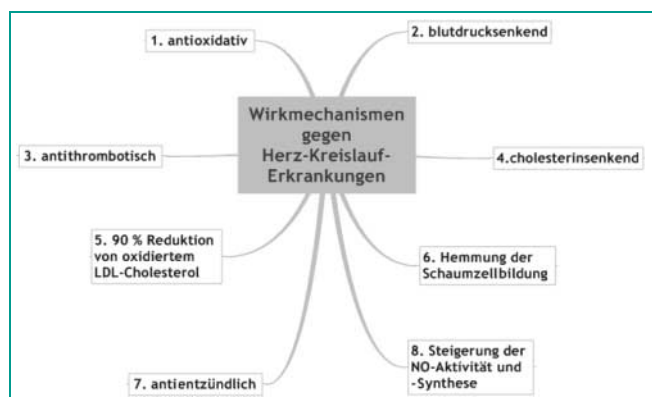 1. antioxidativ
2. blutdrucksenkend
Wirkmechanismen
gegen
Herz-Kreislauf-
Erkrankungen
3. antithrombotisch
4.cholesterinsenkend
5. 90 % Reduktion
von oxidiertem
LDL-Cholesterol
6. Hemmung der
Schaumzellbildung
7. antientzündlich
8. Steigerung der
NO-Aktivität und
-Synthese